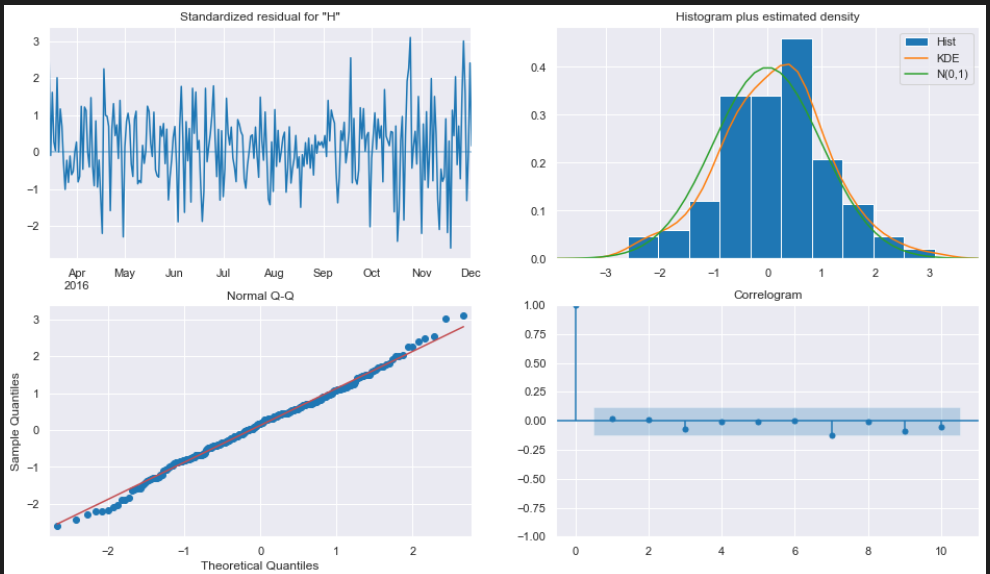 Standardized residual for "H"
3
2
1
0
−1
−2
Apr
2016
May
Jun
Jul
Aug
Sep
Oct
Nov
Dec
Histogram plus estimated density
Hist
KDE
N(0,1)
0.4
0.3
0.2
0.1
0.0
−3
−2
−1
0
1
2
3
Normal Q-Q
Sample Quantiles
3
2
1
0
−1
−2
−2
−1
0
1
2
Theoretical Quantiles
Correlogram
1.00
0.75
0.50
0.25
0.00
−0.25
−0.50
−0.75
−1.00
0
2
4
6
8
10